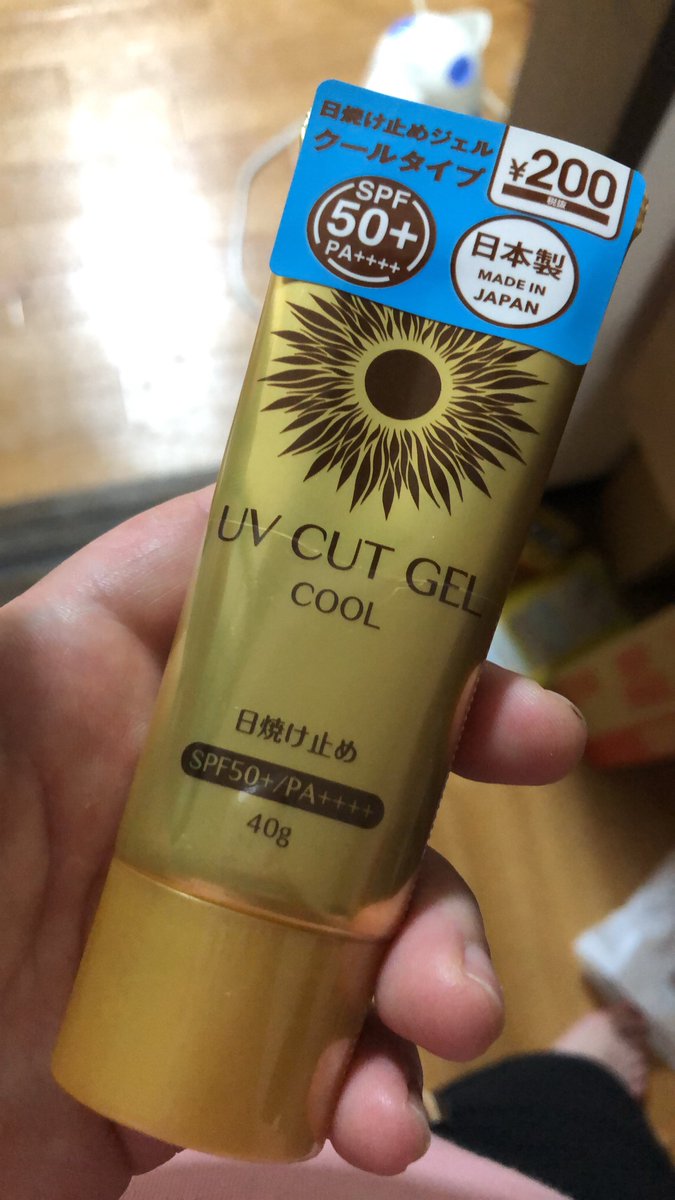 日焼け止めジェル
クールタイプ
¥200
税抜
SPF
50+
PA++++
日本製
MADE IN
JAPAN
UV CUT GEL
COOL
日焼け止め
SPF50+/PA++++
40g